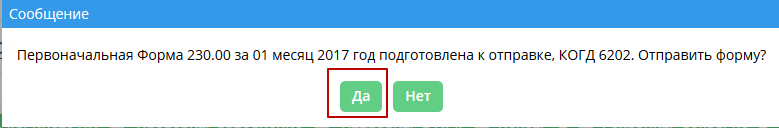 Сообщение
Первоначальная Форма 230.00 за 01 месяц 2017 год подготовлена к отправке, КОГД 6202. Отправить форму?
Да Нет